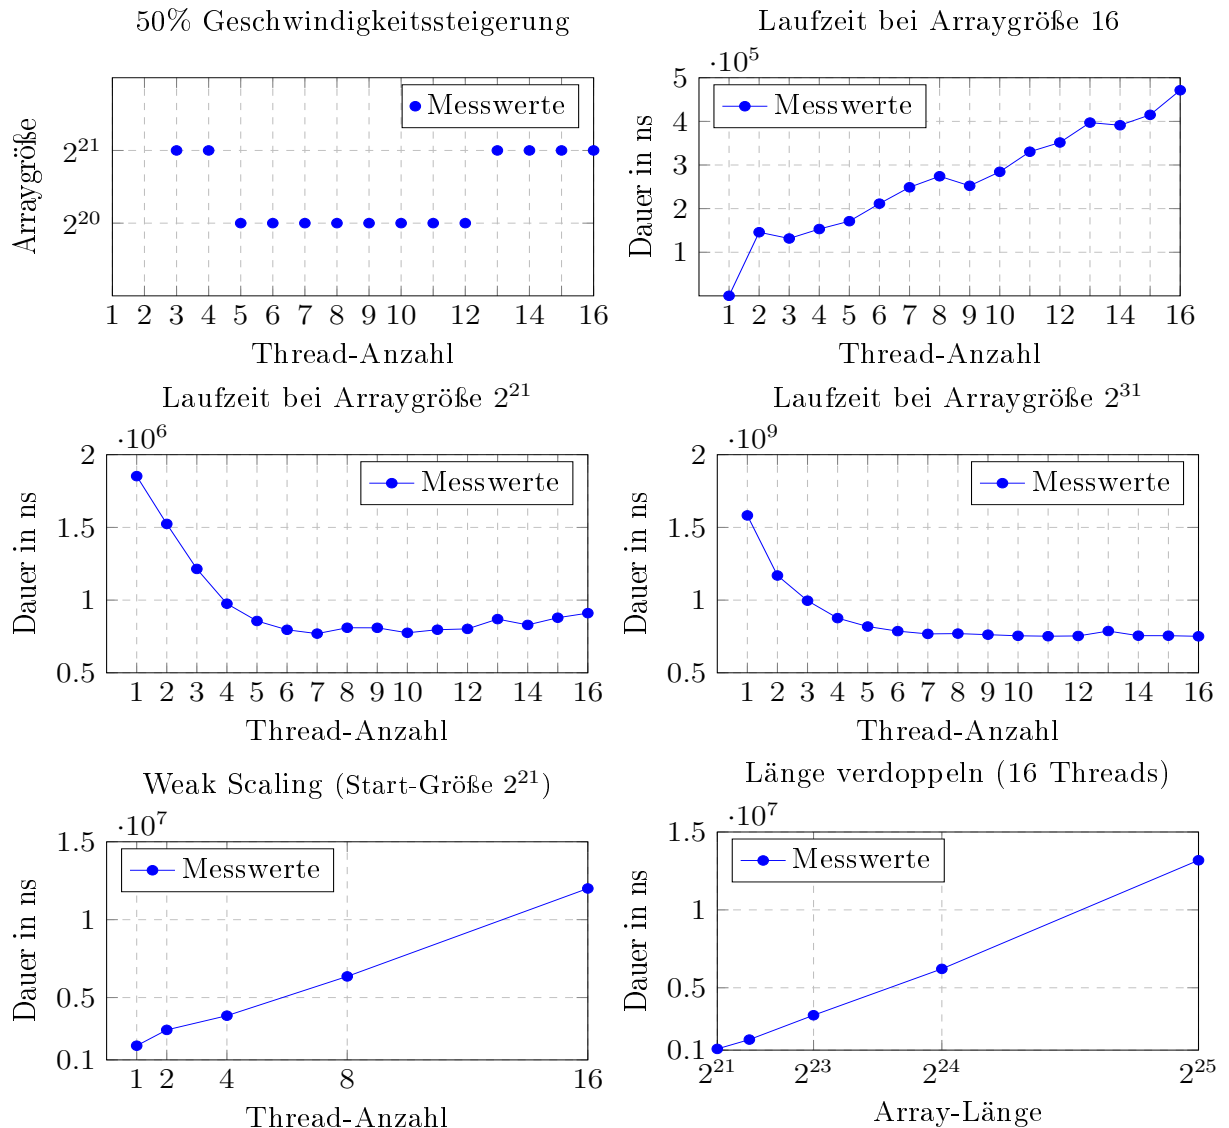 50% Geschwindigkeitssteigerung
Arraygröße
2^21
2^20
Messwerte
1 2 3 4 5 6 7 8 9 10 12 14 16
Thread-Anzahl
Laufzeit bei Arraygröße 16
·10^5
Dauer in ns
5
4
3
2
1
Messwerte
1 2 3 4 5 6 7 8 9 10 12 14 16
Thread-Anzahl
Laufzeit bei Arraygröße 2^21
·10^6
Dauer in ns
2
1.5
1
0.5
Messwerte
1 2 3 4 5 6 7 8 9 10 12 14 16
Thread-Anzahl
Laufzeit bei Arraygröße 2^31
·10^9
Dauer in ns
2
1.5
1
0.5
Messwerte
1 2 3 4 5 6 7 8 9 10 12 14 16
Thread-Anzahl
Weak Scaling (Start-Größe 2^21)
·10^7
Dauer in ns
1.5
1
0.5
0.1
Messwerte
1 2 4 8 16
Thread-Anzahl
Länge verdoppeln (16 Threads)
·10^7
Dauer in ns
1.5
1
0.5
0.1
Messwerte
2^21 2^23 2^24 2^25
Array-Länge